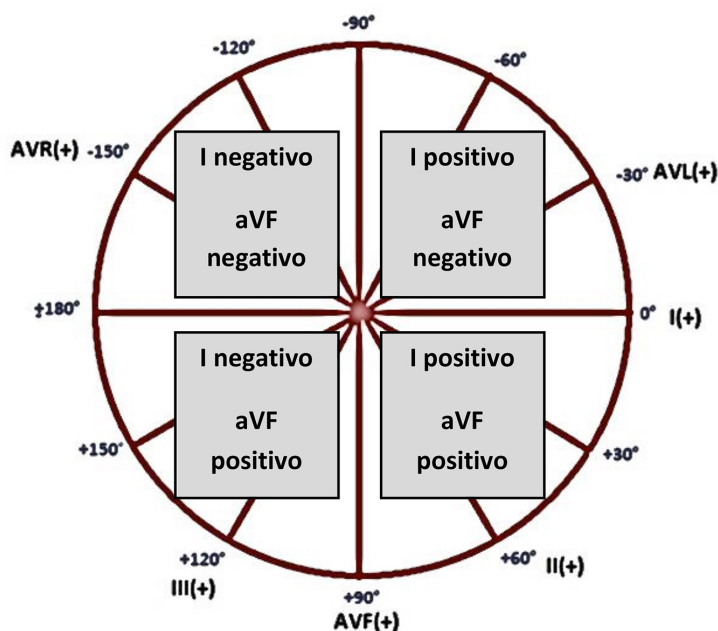 -90°
-120°
-60°
AVR(+)
-150°
-30°
AVL(+)
I negativo
aVF
negativo
I positivo
aVF
negativo
±180°
0°
I(+)
I negativo
aVF
positivo
I positivo
aVF
positivo
+150°
+30°
+120°
III(+)
+60°
II(+)
+90°
AVF(+)